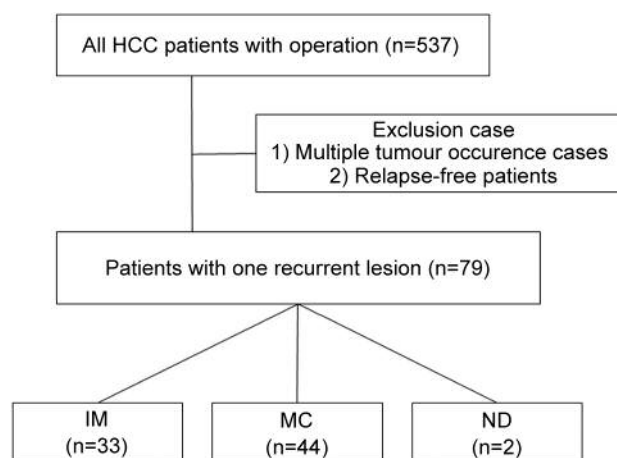 All HCC patients with operation (n=537)
Exclusion case
1) Multiple tumour occurence cases
2) Relapse-free patients
Patients with one recurrent lesion (n=79)
IM
(n=33)
MC
(n=44)
ND
(n=2)